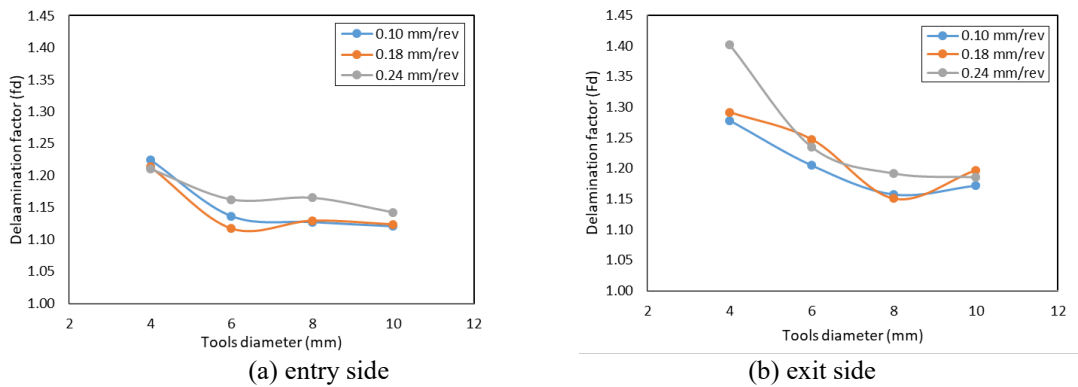 1.45
1.40
1.35
1.30
1.25
1.20
1.15
1.10
1.05
1.00
Delaamination factor (fd)
0.10 mm/rev
0.18 mm/rev
0.24 mm/rev
2 4 6 8 10 12
Tools diameter (mm)
(a) entry side
1.45
1.40
1.35
1.30
1.25
1.20
1.15
1.10
1.05
1.00
Delamination factor (Fd)
0.10 mm/rev
0.18 mm/rev
0.24 mm/rev
2 4 6 8 10 12
Tools diameter (mm)
(b) exit side